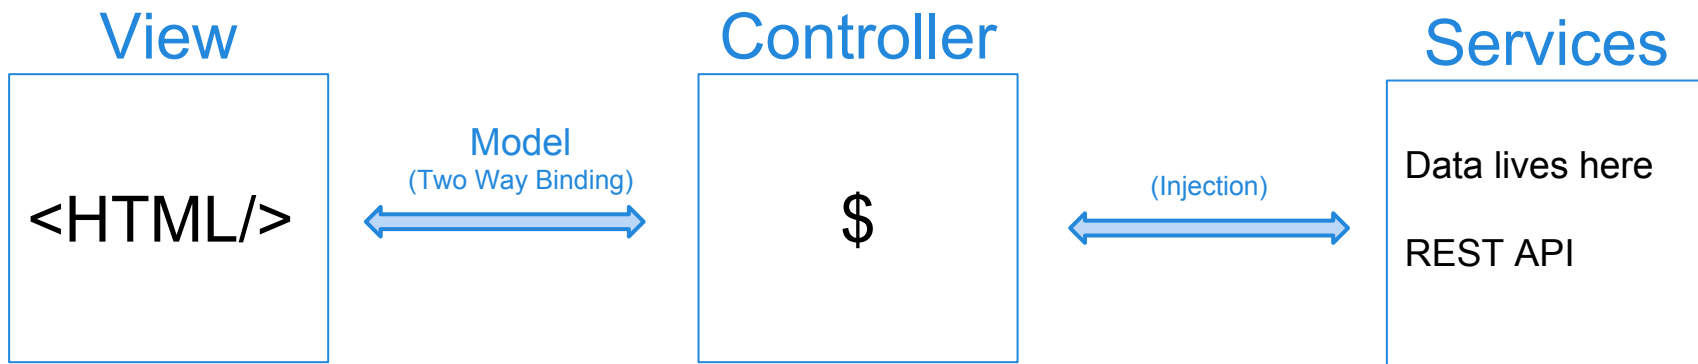 View
<HTML/>
Model
(Two Way Binding)
Controller
$
(Injection)
Services
Data lives here
REST API